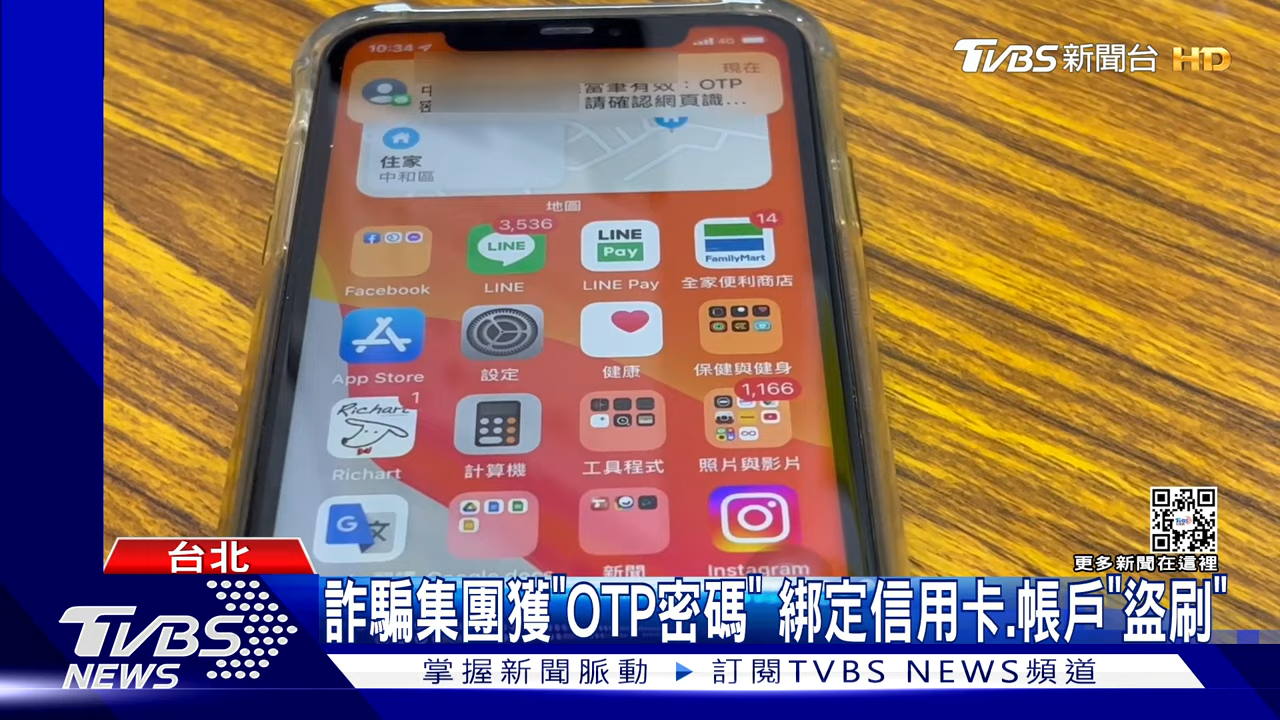 10:34
4G
TVBS新聞台 HD
現在
當筆有效：OTP
請確認網頁識...
住家
中和區
地圖
3,536
14
LINE
LINE Pay
FamilyMart
Facebook
LINE
LINE Pay
全家便利商店
App Store
設定
健康
保健與健身
1
1,166
Richart
Richart
計算機
工具程式
照片與影片
G 文
Google docs
新聞
Instagram
TVBS
更多新聞在這裡
台北
詐騙集團獲"OTP密碼" 綁定信用卡.帳戶"盜刷"
TVBS NEWS
掌握新聞脈動 ▶ 訂閱TVBS NEWS頻道